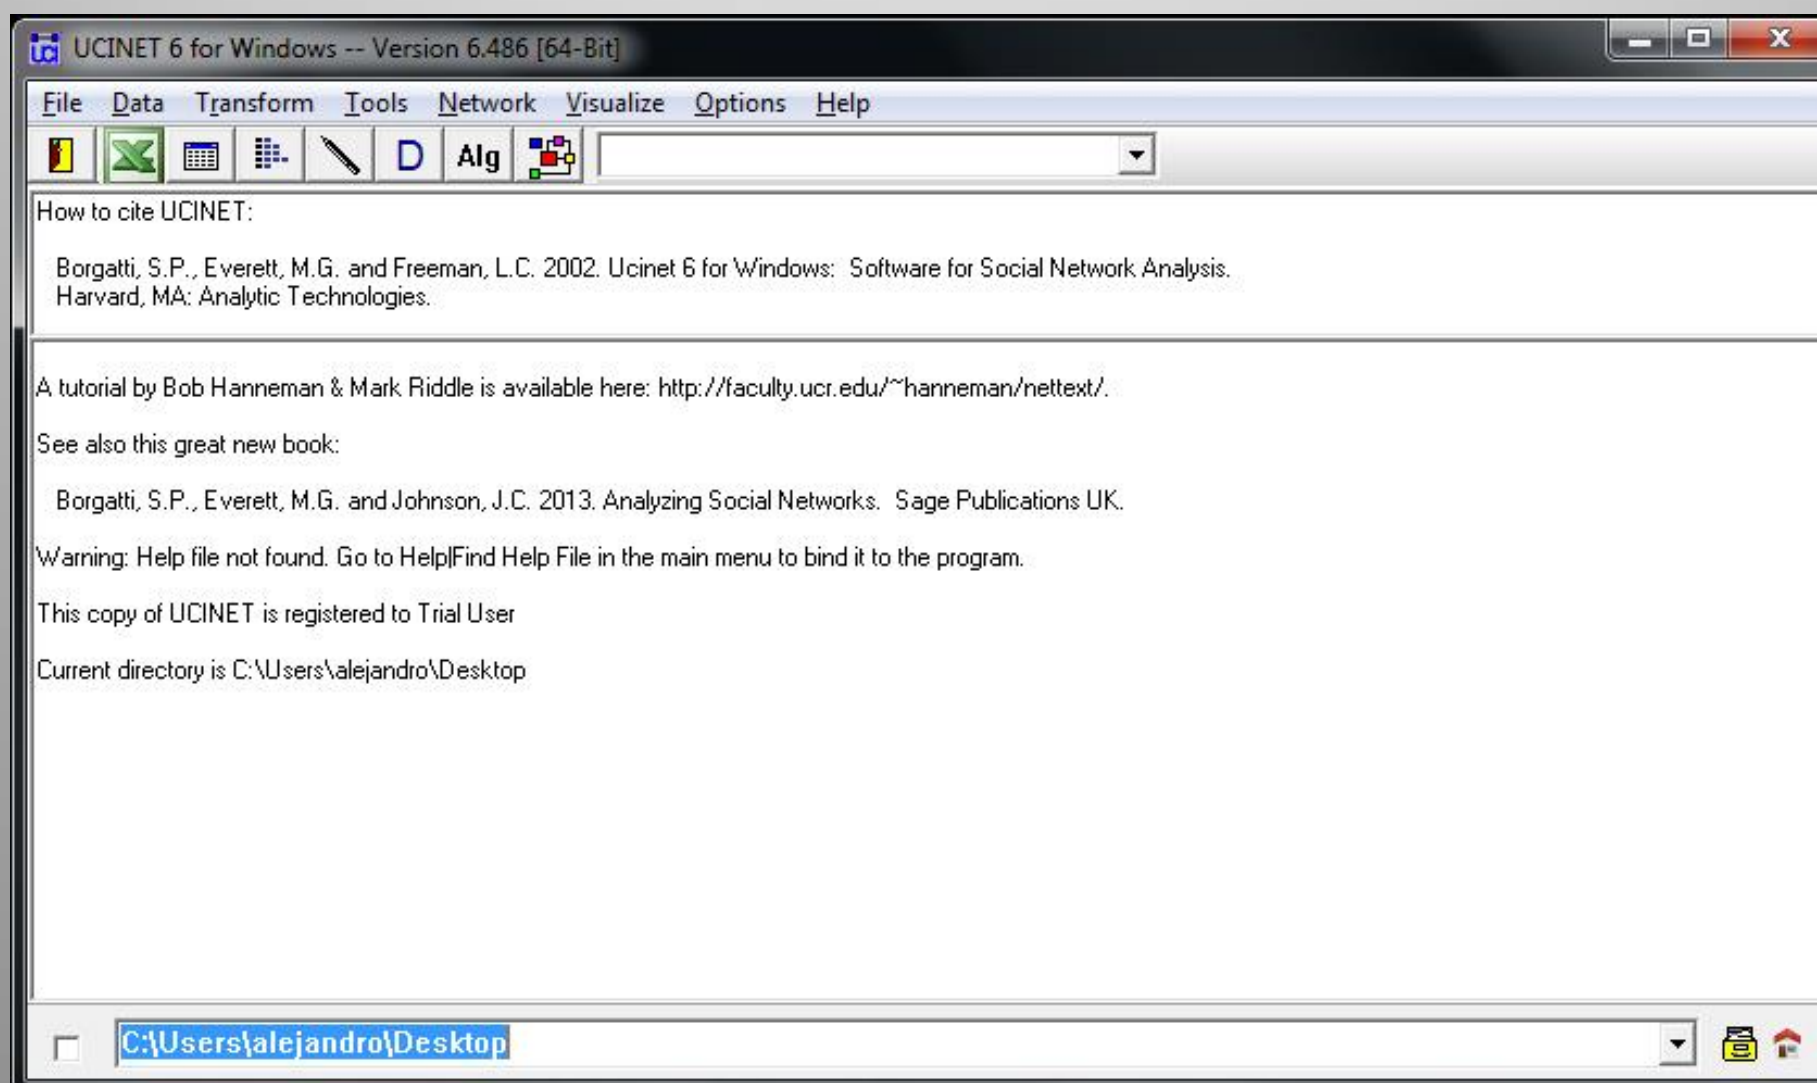 UCINET 6 for Windows -- Version 6.486 [64-Bit]
File Data Transform Tools Network Visualize Options Help
D Alg
How to cite UCINET:
Borgatti, S.P., Everett, M.G. and Freeman, L.C. 2002. Ucinet 6 for Windows: Software for Social Network Analysis.
Harvard, MA: Analytic Technologies.
A tutorial by Bob Hanneman & Mark Riddle is available here: http://faculty.ucr.edu/~hanneman/nettext/.
See also this great new book:
Borgatti, S.P., Everett, M.G. and Johnson, J.C. 2013. Analyzing Social Networks. Sage Publications UK.
Warning: Help file not found. Go to Help|Find Help File in the main menu to bind it to the program.
This copy of UCINET is registered to Trial User
Current directory is C:\Users\alejandro\Desktop
C:\Users\alejandro\Desktop